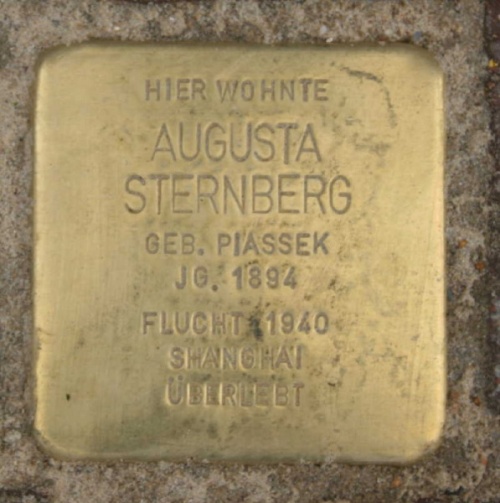 HIER WOHNTE
AUGUSTA
STERNBERG
GEB. PIASSEK
JG. 1894
FLUCHT 1940
SHANGHAI
ÜBERLEBT